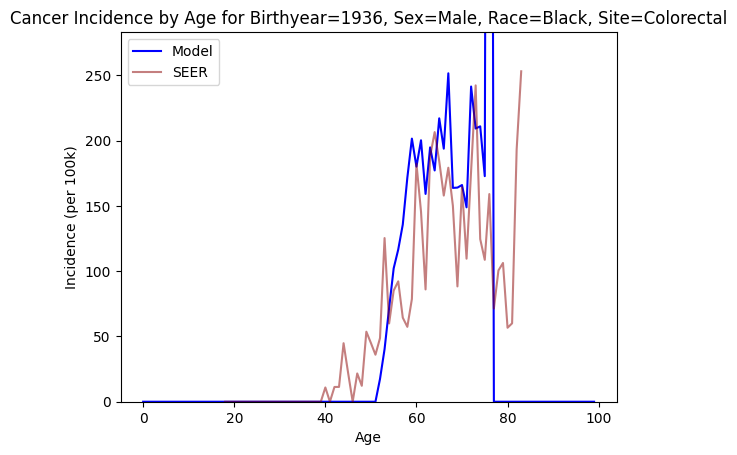 Cancer Incidence by Age for Birthyear=1936, Sex=Male, Race=Black, Site=Colorectal
Model
SEER
Incidence (per 100k)
250
200
150
100
50
0
0 20 40 60 80 100
Age